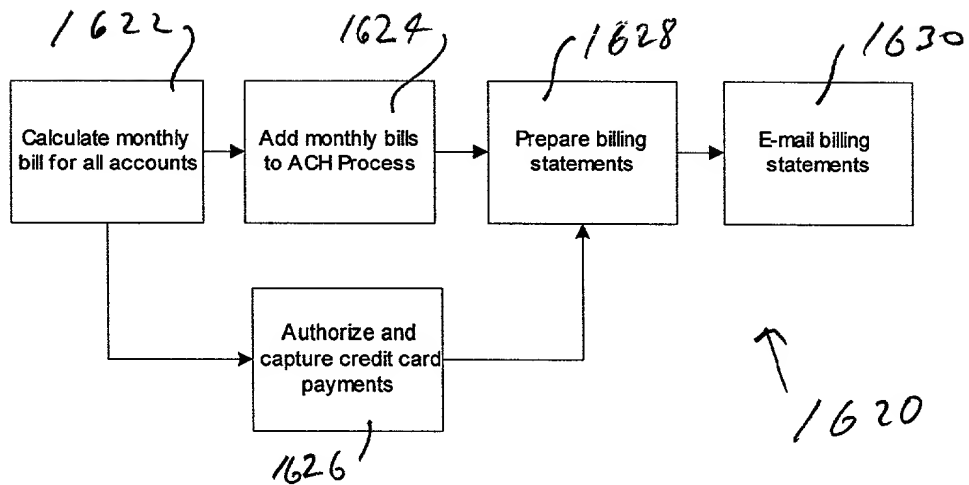 1622
1624
1628
1630
Calculate monthly
bill for all accounts
Add monthly bills
to ACH Process
Prepare billing
statements
E-mail billing
statements
Authorize and
capture credit card
payments
1626
1620